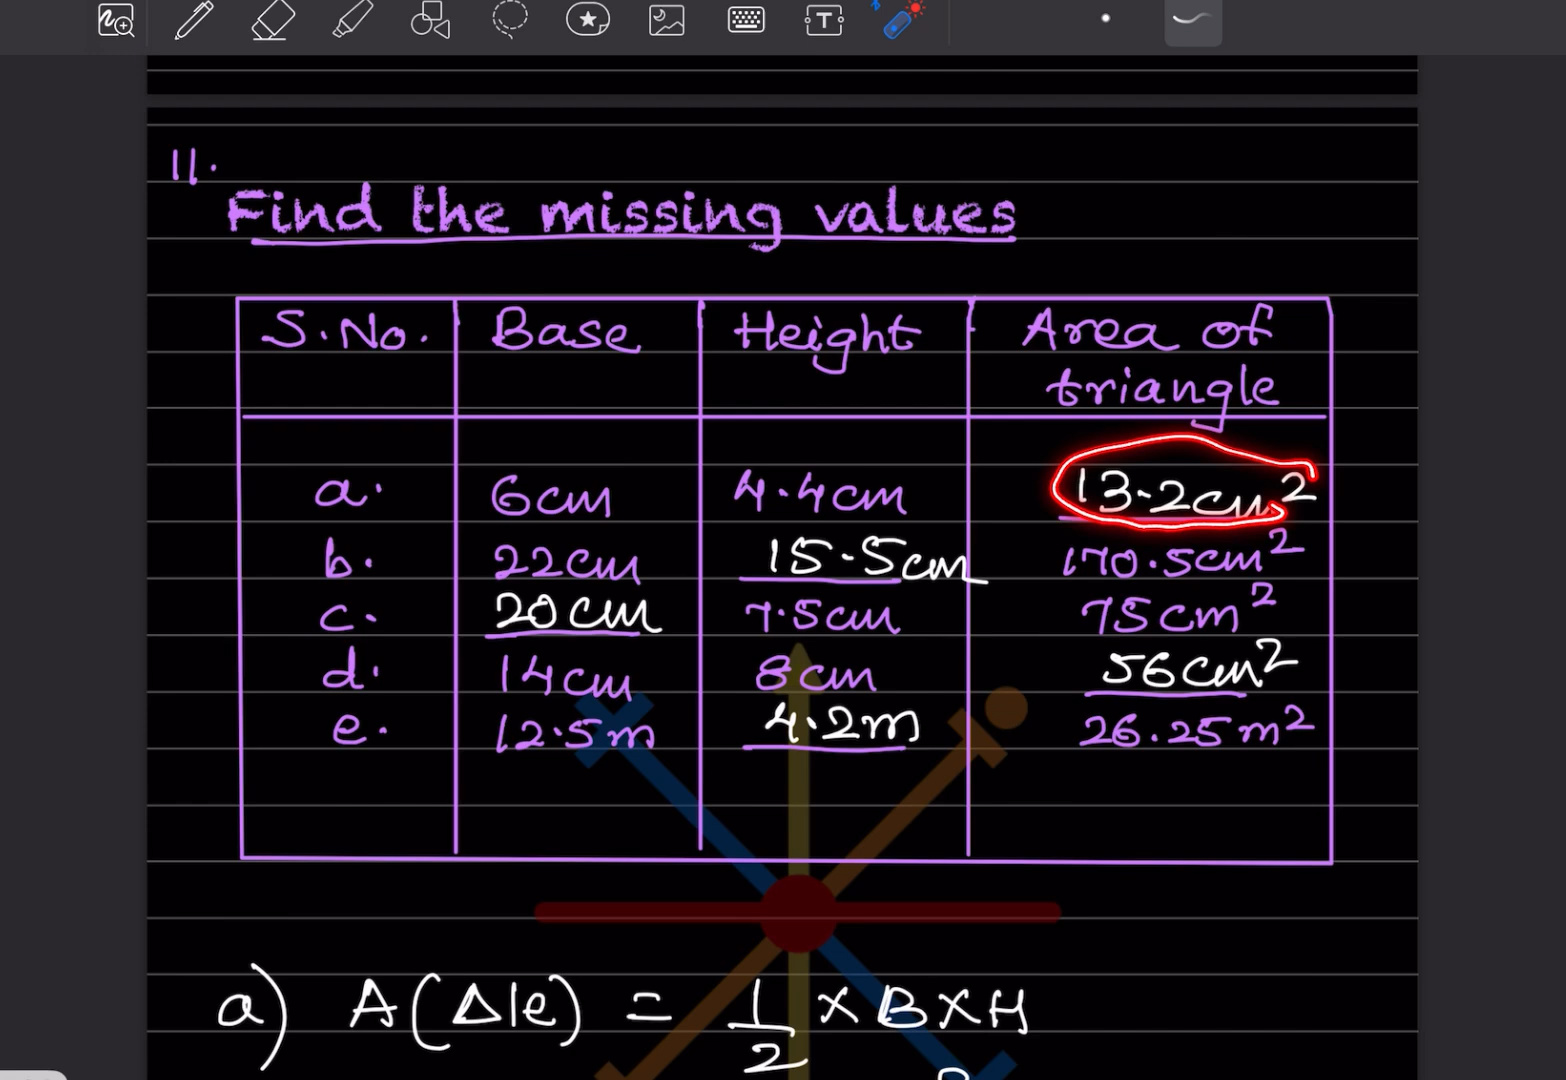 11.
Find the missing values
S.No. Base Height Area of
triangle
a. 6cm 4.4cm 13.2cm²
b. 22cm 15.5cm 170.5cm²
c. 20cm 7.5cm 75cm²
d. 14cm 8cm 56cm²
e. 12.5m 4.2m 26.25m²
a) A(Δle) = 1/2 × B × H